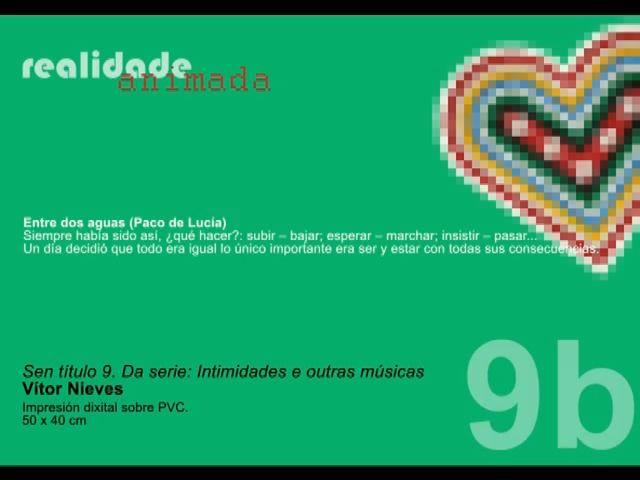 realidade
animada
Entre dos aguas (Paco de Lucía)
Siempre había sido así, ¿qué hacer?: subir – bajar; esperar – marchar; insistir – pasar...
Un día decidió que todo era igual lo único importante era ser y estar con todas sus consecuencias.
Sen título 9. Da serie: Intimidades e outras músicas
Vítor Nieves
Impresión dixital sobre PVC.
50 x 40 cm
9b